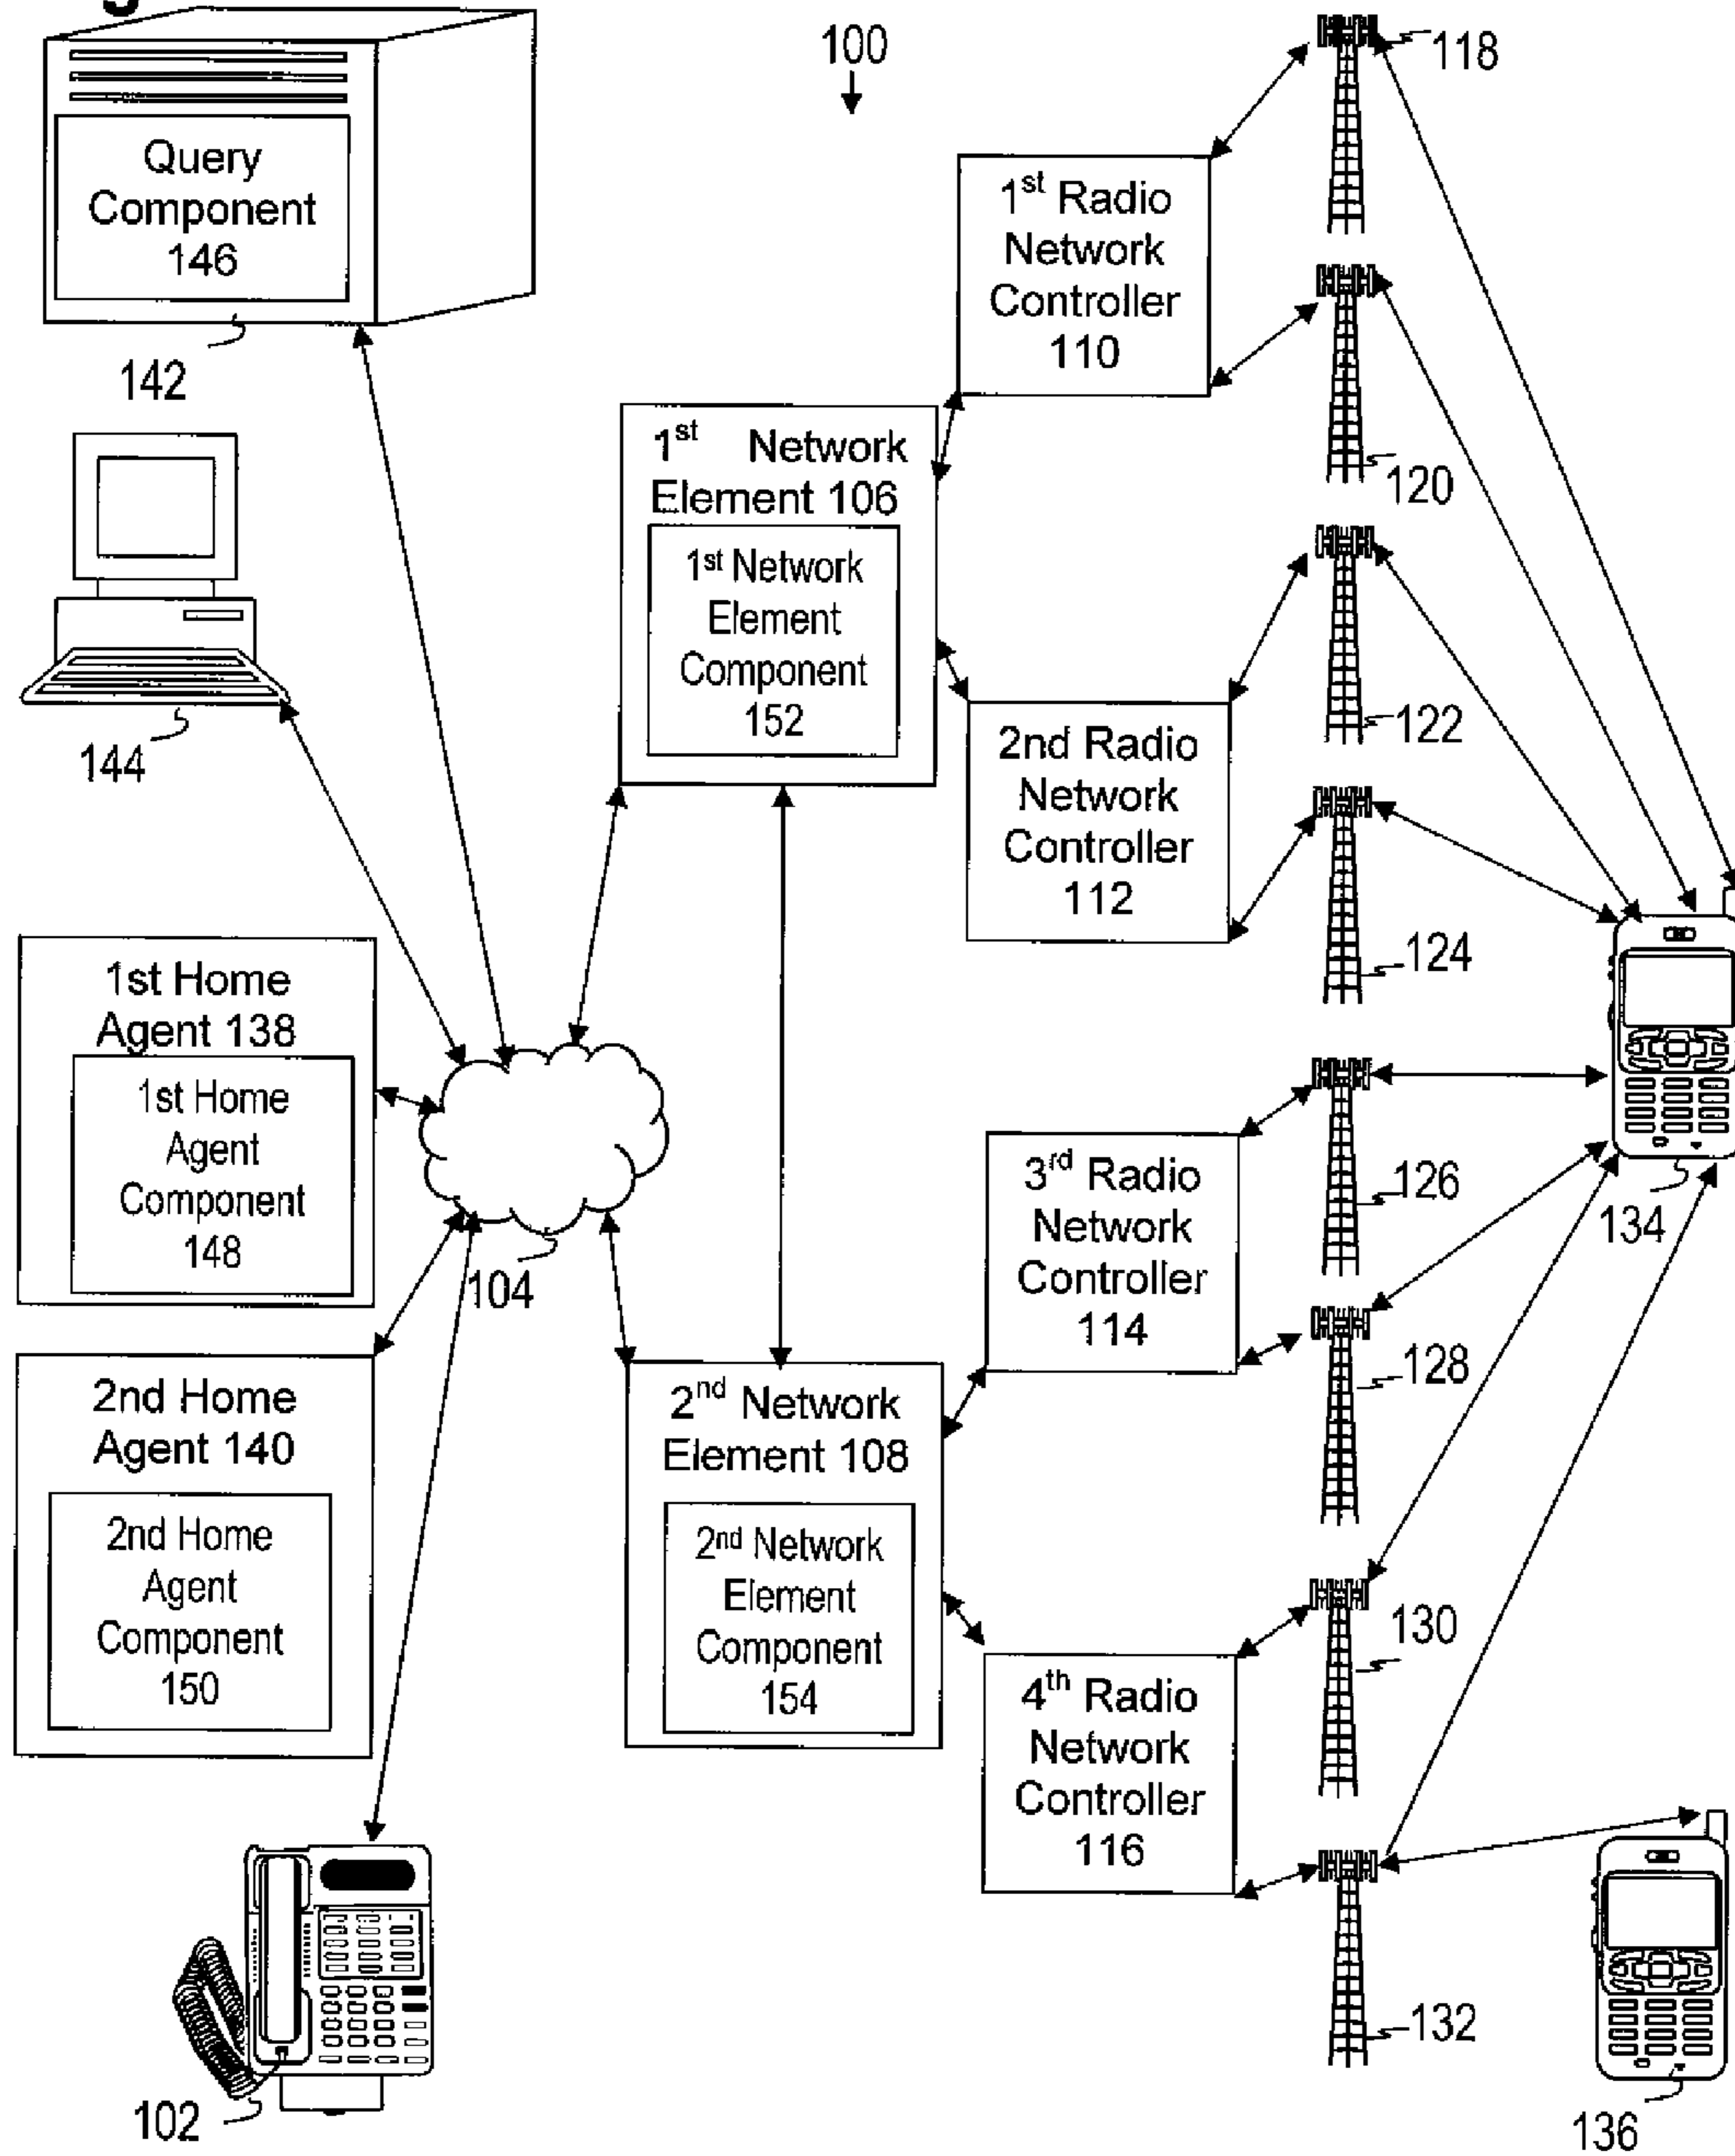 100
118
Query
Component
146
1st Radio
Network
Controller
110
142
1st Network
Element 106
120
1st Network
Element
Component
152
122
2nd Radio
Network
Controller
112
144
124
1st Home
Agent 138
1st Home
Agent
Component
148
3rd Radio
Network
Controller
114
126
134
104
128
2nd Home
Agent 140
2nd Home
Agent
Component
150
2nd Network
Element 108
2nd Network
Element
Component
154
130
4th Radio
Network
Controller
116
132
102
136